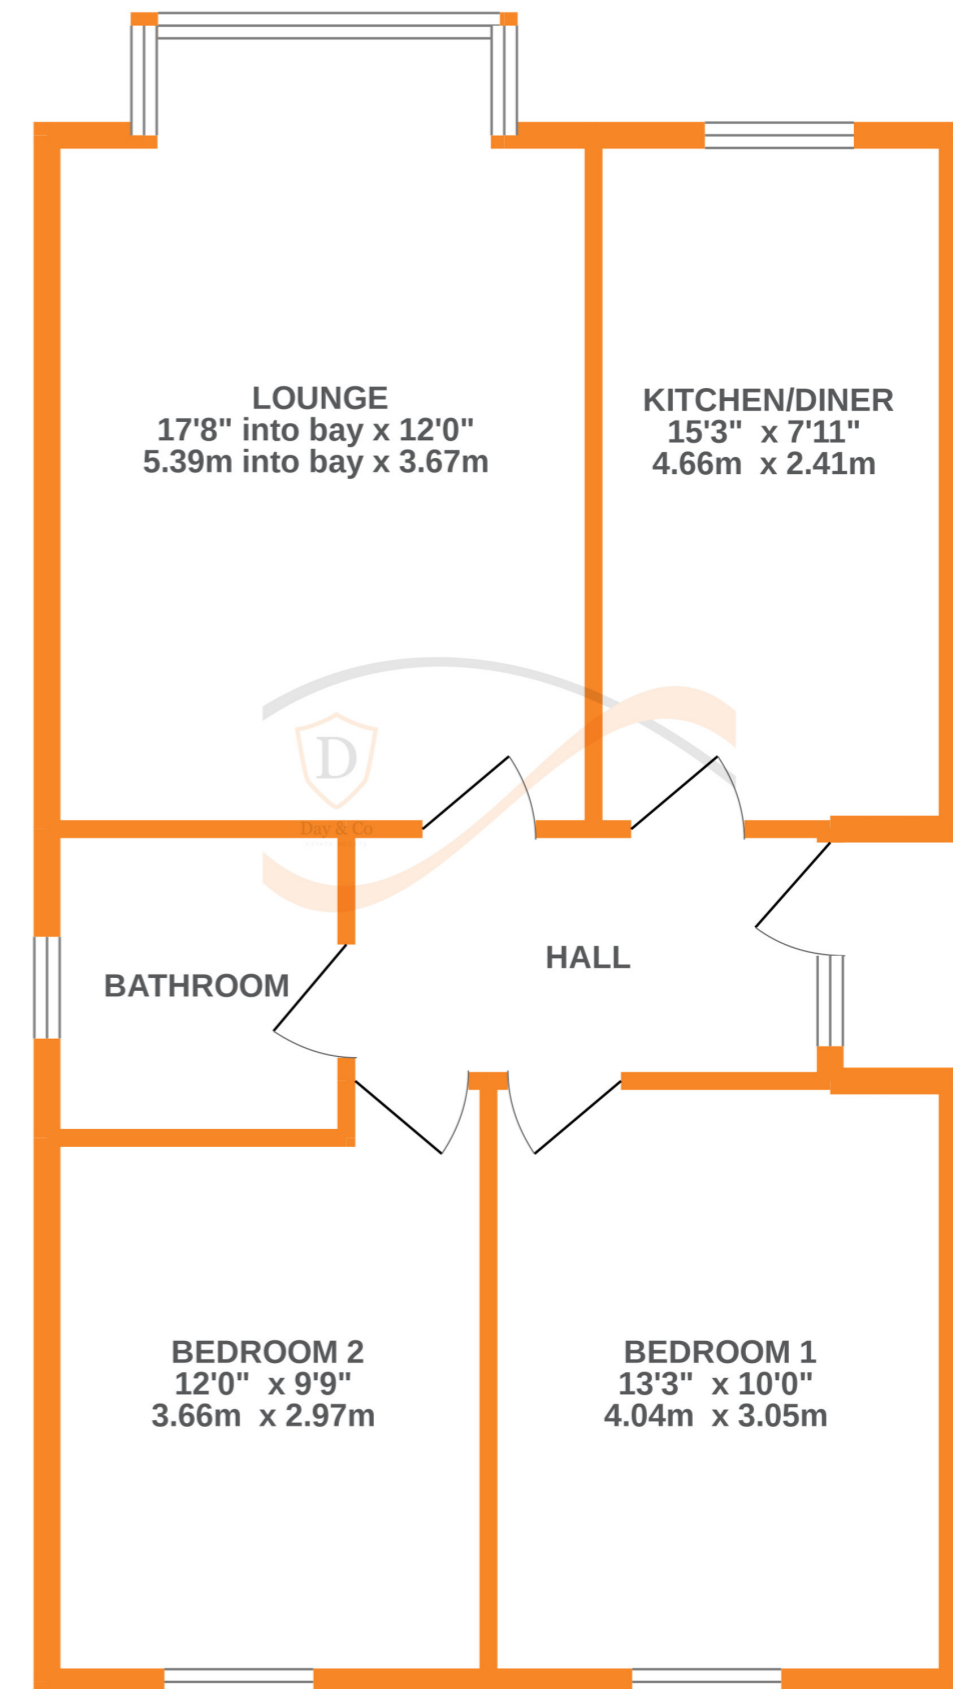 LOUNGE
17'8" into bay x 12'0"
5.39m into bay x 3.67m
KITCHEN/DINER
15'3" x 7'11"
4.66m x 2.41m
D
Day & Co
BATHROOM
HALL
BEDROOM 2
12'0" x 9'9"
3.66m x 2.97m
BEDROOM 1
13'3" x 10'0"
4.04m x 3.05m